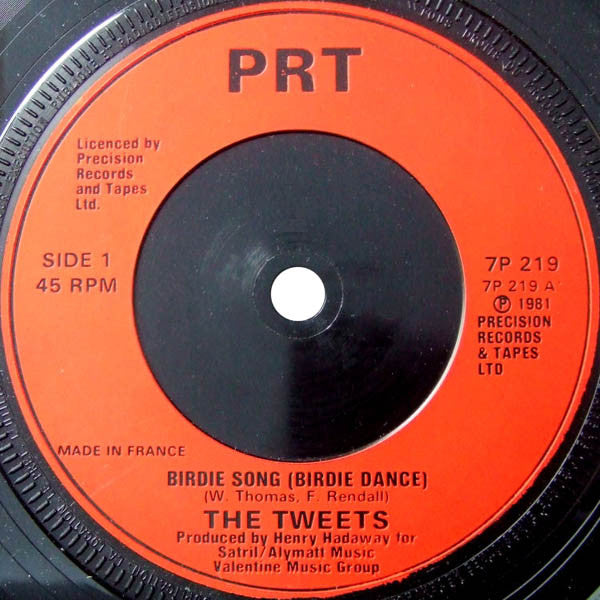 PRT
Licenced by
Precision
Records
and Tapes
Ltd.
SIDE 1
45 RPM
7P 219
7P 219 A
Ⓟ 1981
PRECISION
RECORDS
& TAPES
LTD
MADE IN FRANCE
BIRDIE SONG (BIRDIE DANCE)
(W. Thomas, F. Rendall)
THE TWEETS
Produced by Henry Hadaway for
Satril/Alymatt Music
Valentine Music Group